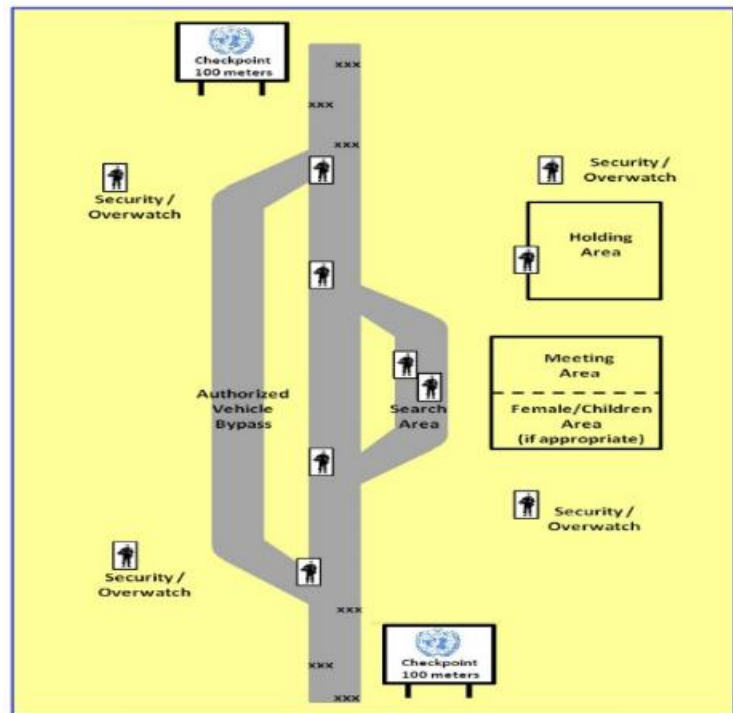 Checkpoint
100 meters
xxx
xxx
xxx
Security /
Overwatch
Security /
Overwatch
Holding
Area
Authorized
Vehicle
Bypass
Search
Area
Meeting
Area
Female/Children
Area
(if appropriate)
Security /
Overwatch
Security /
Overwatch
xxx
Checkpoint
100 meters
xxx
xxx